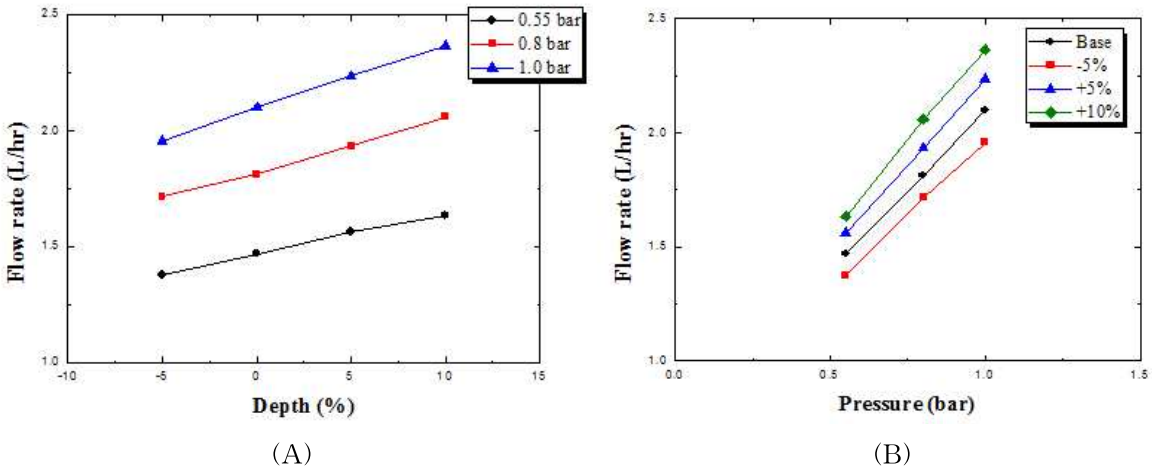 2.5
2.0
1.5
1.0
Flow rate (L/hr)
-10
-5
0
5
10
15
Depth (%)
0.55 bar
0.8 bar
1.0 bar
(A)
2.5
2.0
1.5
1.0
Flow rate (L/hr)
0.0
0.5
1.0
1.5
Pressure (bar)
Base
-5%
+5%
+10%
(B)